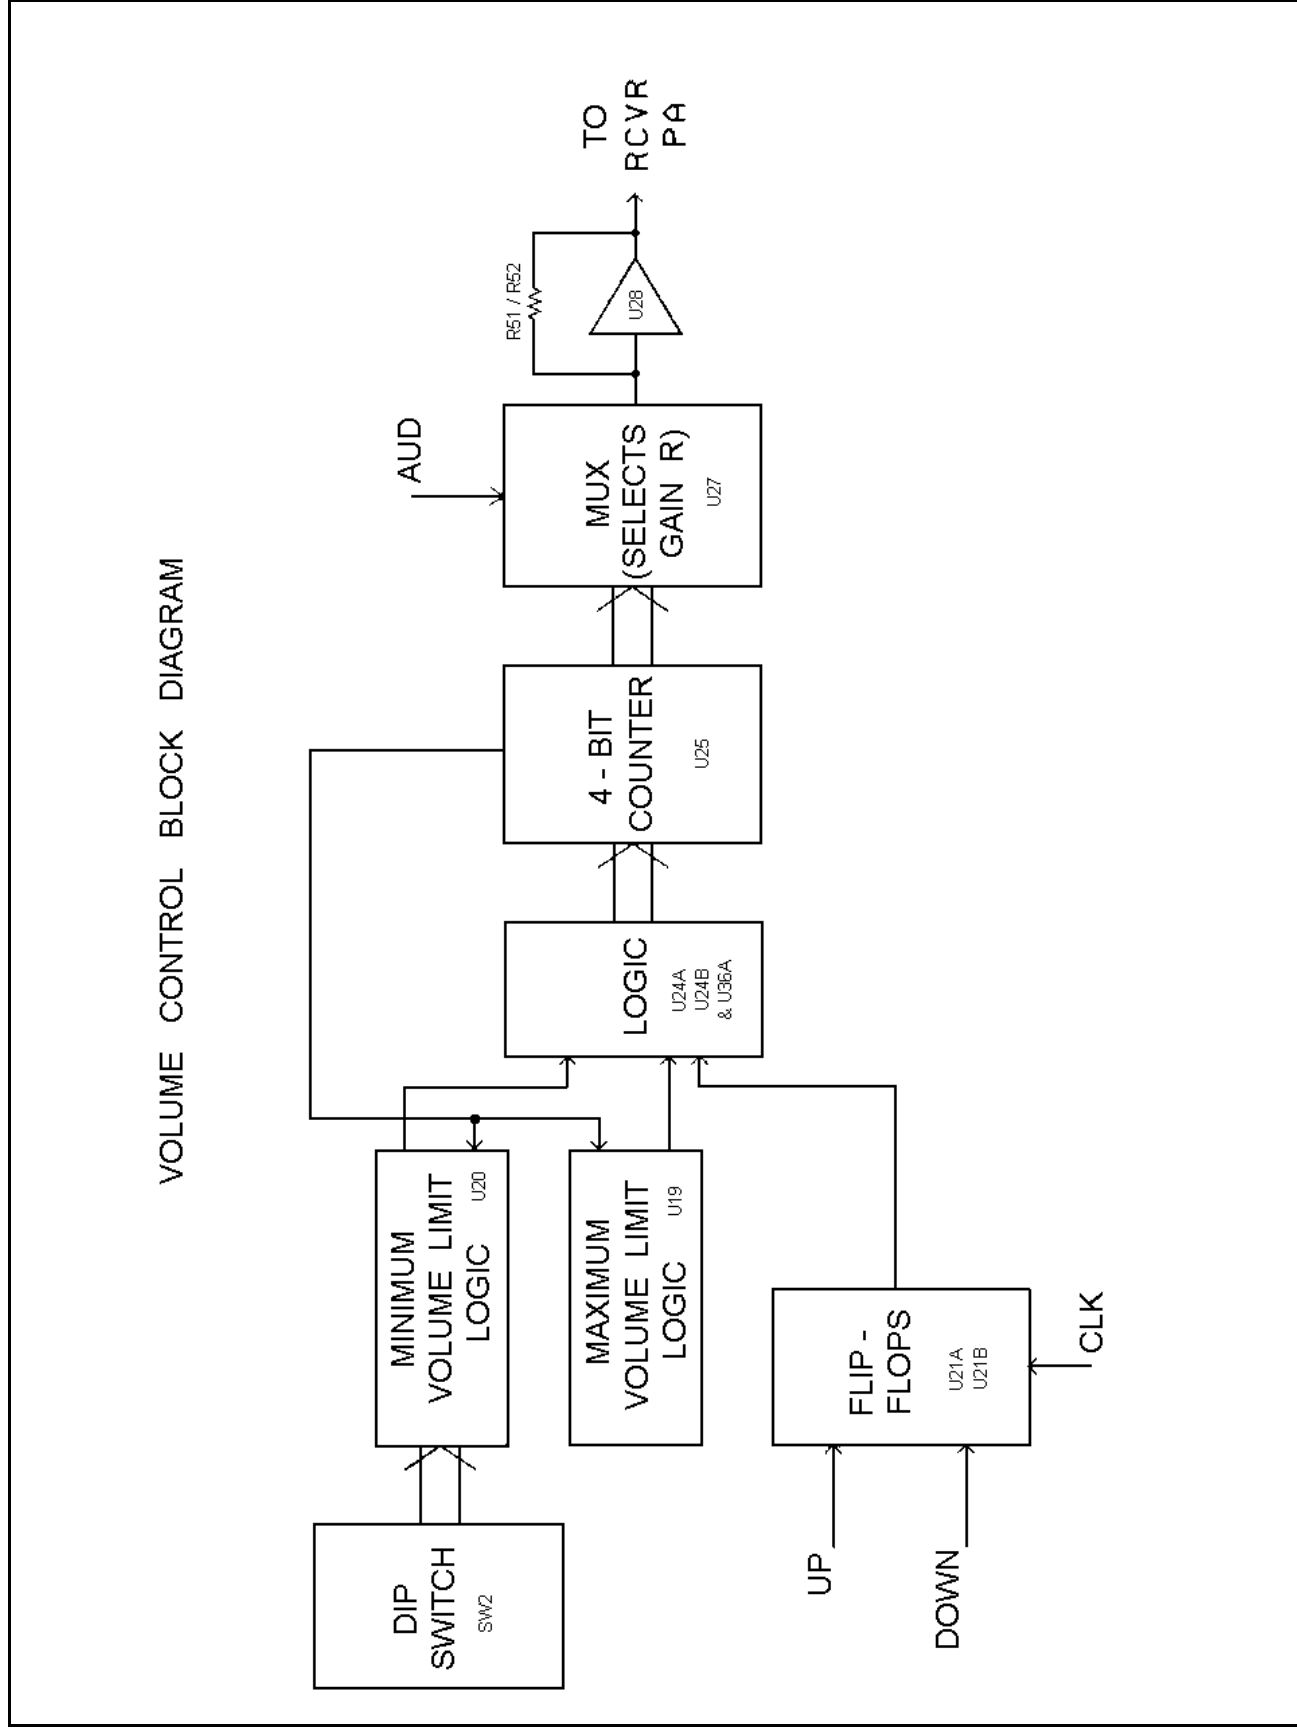 VOLUME CONTROL BLOCK DIAGRAM
DIP
SWITCH
SW2
MINIMUM
VOLUME LIMIT
LOGIC
U20
MAXIMUM
VOLUME LIMIT
LOGIC
U19
UP
DOWN
FLIP -
FLOPS
U21A
U21B
CLK
LOGIC
U24A
U24B
& U36A
4 - BIT
COUNTER
U25
AUD
MUX
(SELECTS
GAIN R)
U27
R51 / R52
U28
TO
RCVR
PA